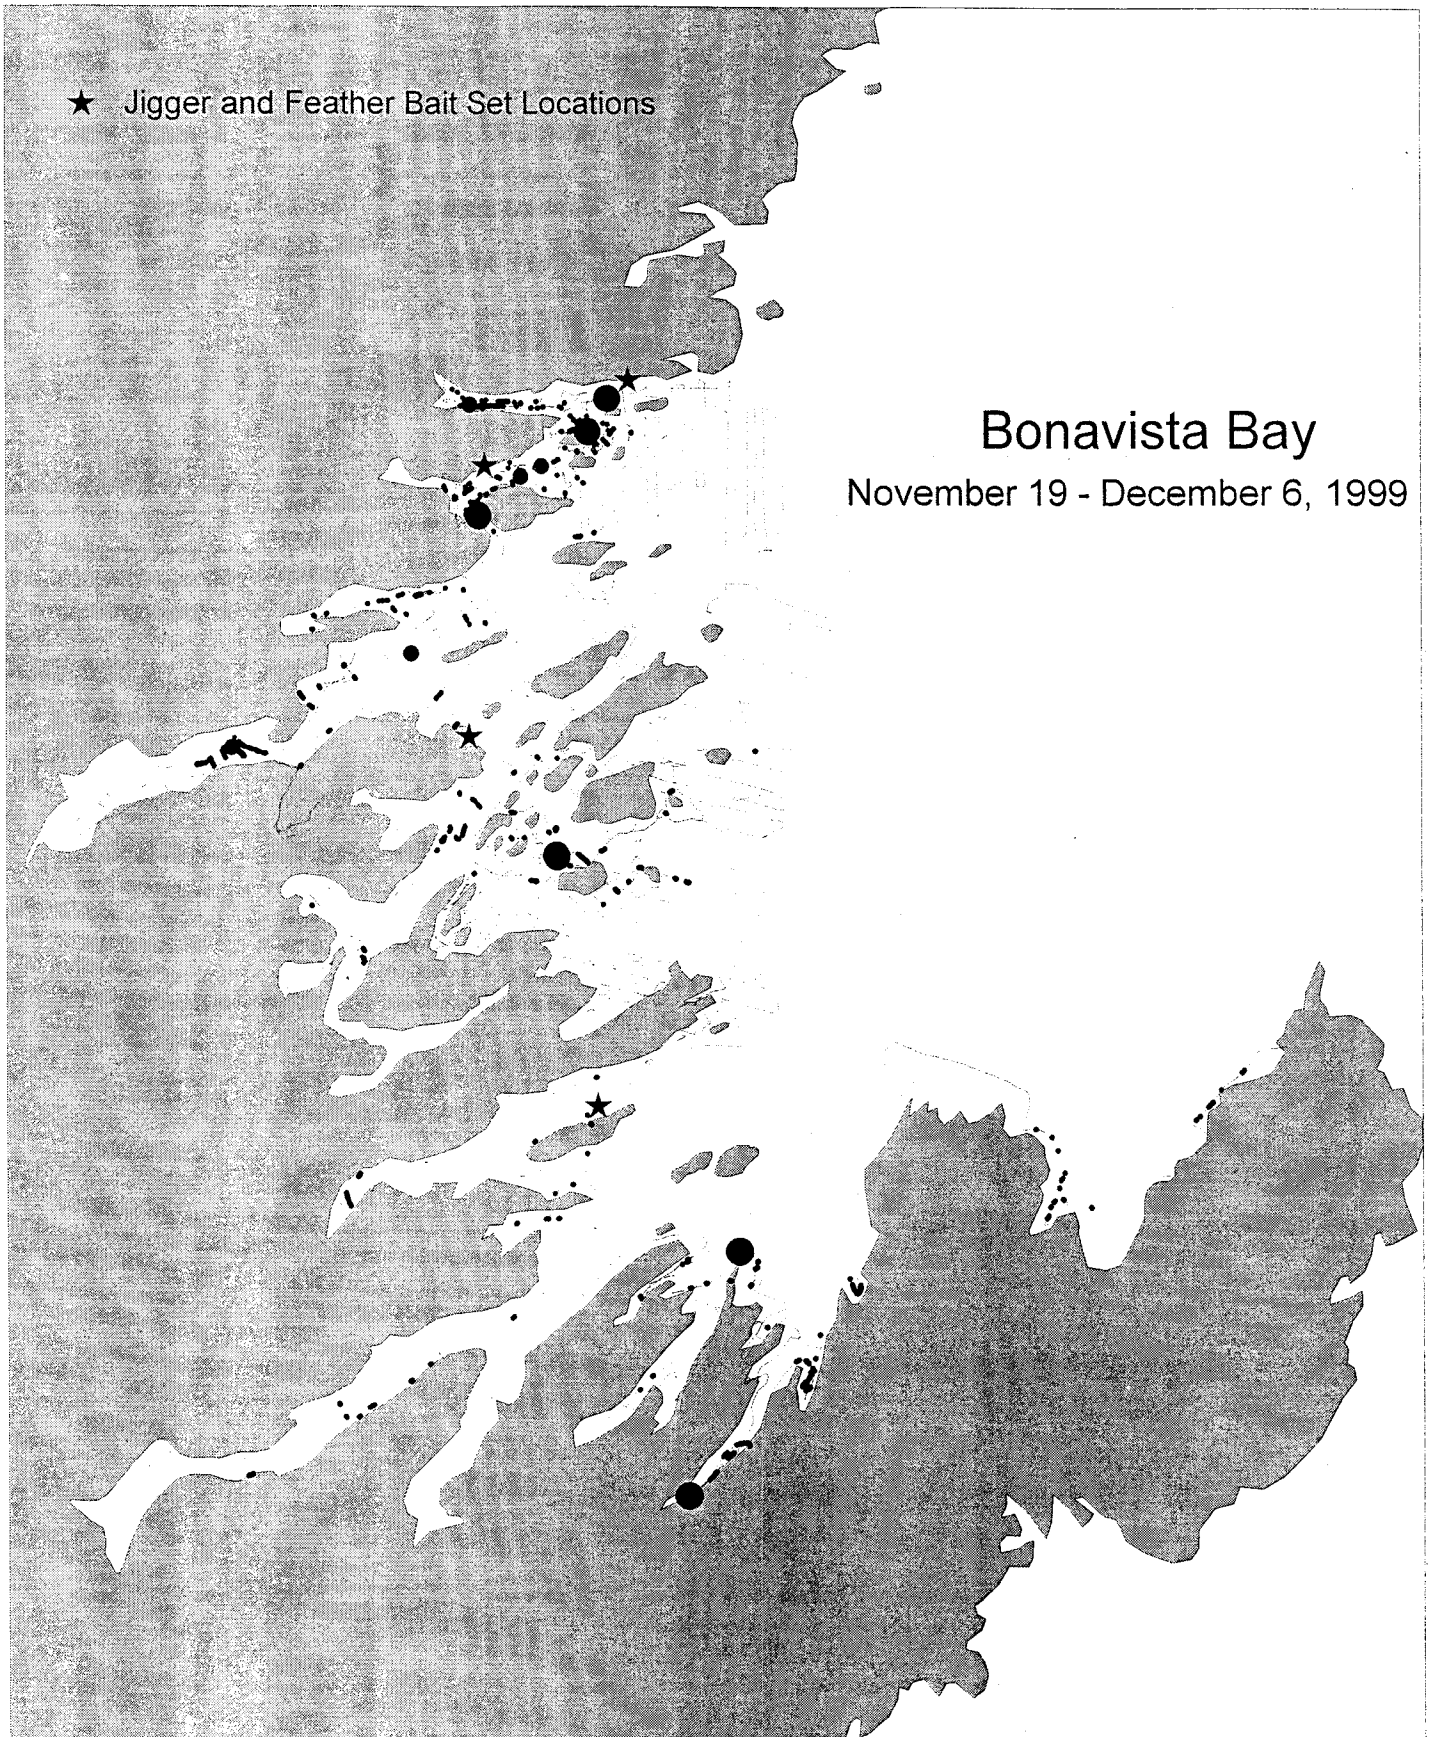 ★ Jigger and Feather Bait Set Locations
Bonavista Bay
November 19 - December 6, 1999